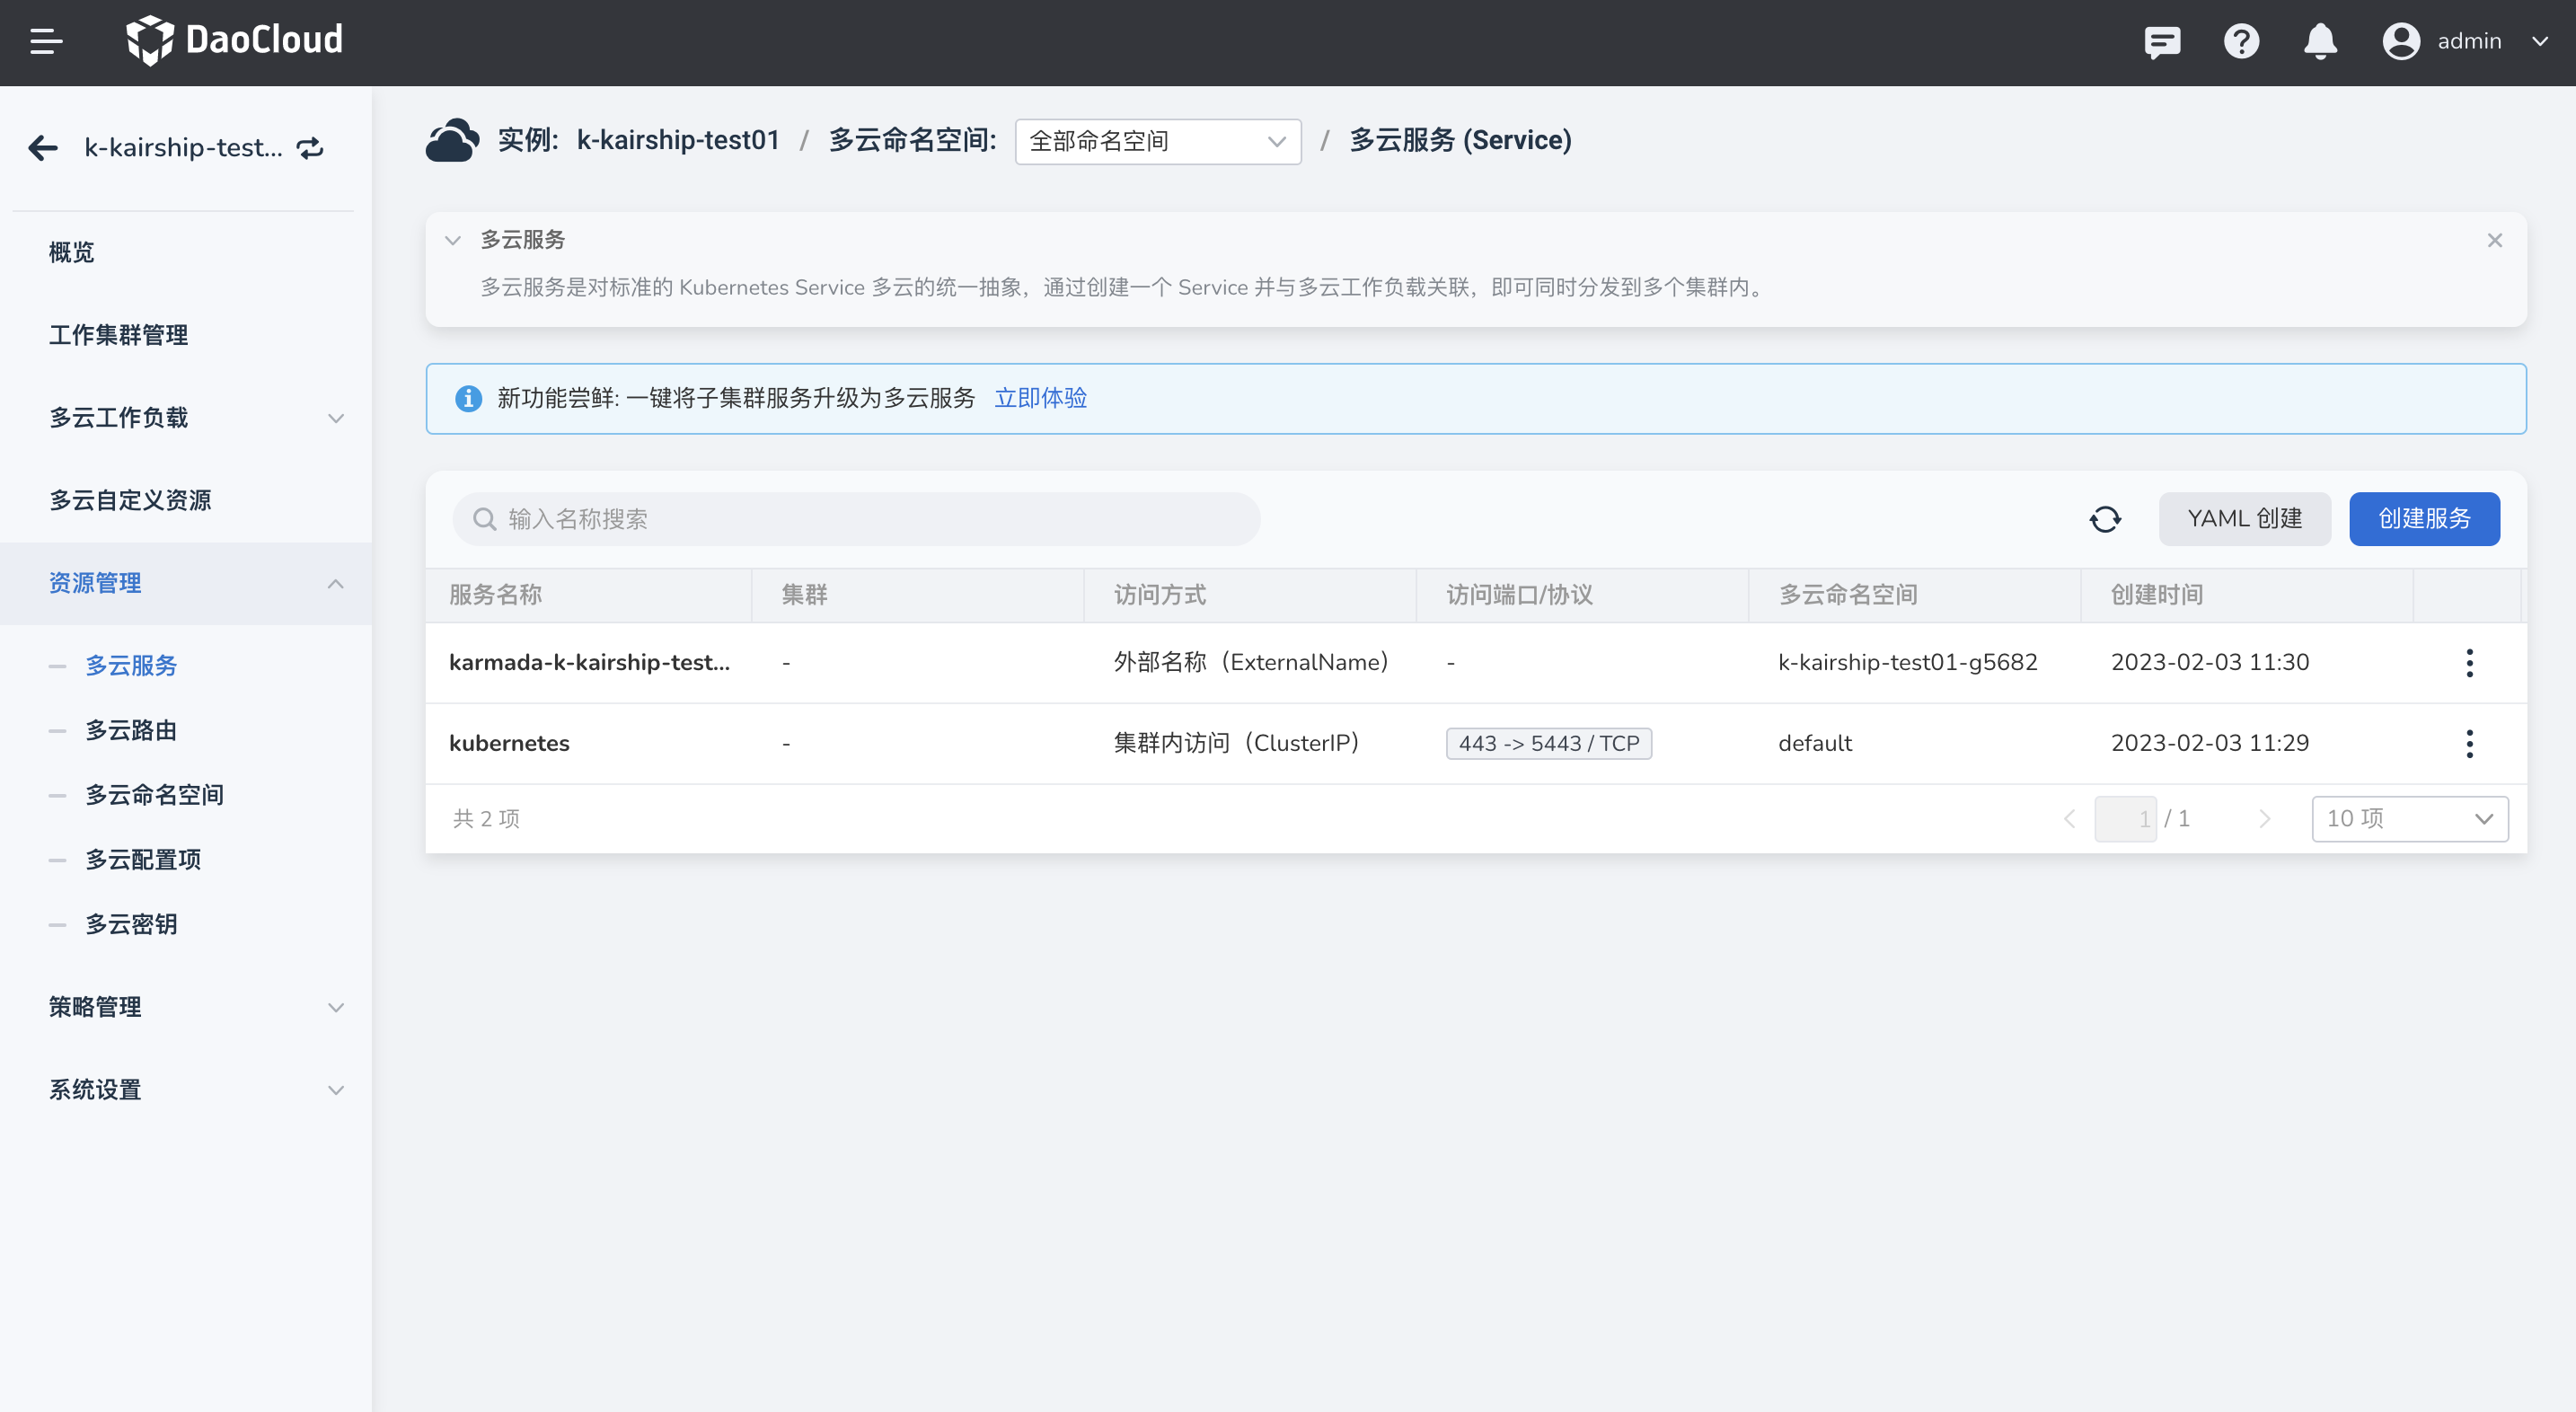 DaoCloud
admin
k-kairship-test...
概览
工作集群管理
多云工作负载
多云自定义资源
资源管理
多云服务
多云路由
多云命名空间
多云配置项
多云密钥
策略管理
系统设置
实例: k-kairship-test01 / 多云命名空间: 全部命名空间 / 多云服务 (Service)
多云服务
多云服务是对标准的 Kubernetes Service 多云的统一抽象，通过创建一个 Service 并与多云工作负载关联，即可同时分发到多个集群内。
新功能尝鲜: 一键将子集群服务升级为多云服务 立即体验
输入名称搜索 YAML 创建 创建服务
服务名称 集群 访问方式 访问端口/协议 多云命名空间 创建时间
karmada-k-kairship-test... - 外部名称（ExternalName） - k-kairship-test01-g5682 2023-02-03 11:30
kubernetes - 集群内访问（ClusterIP） 443 -> 5443 / TCP default 2023-02-03 11:29
共 2 项 1 / 1 10 项